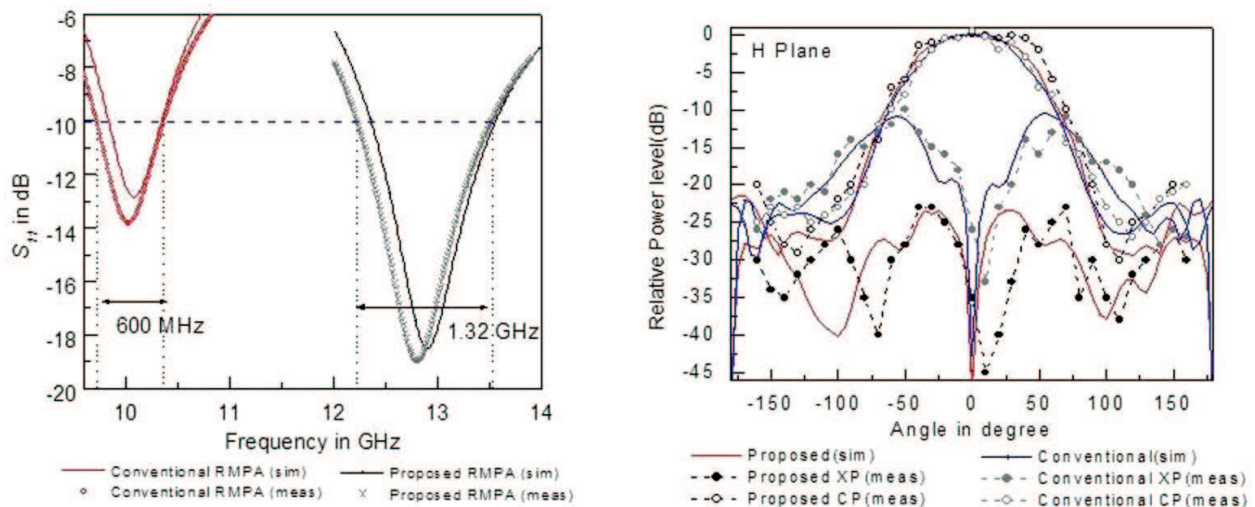 -6
-8
-10
-12
-14
-16
-18
-20
S11 in dB
600 MHz
1.32 GHz
10 11 12 13 14
Frequency in GHz
Conventional RMPA (sim) Proposed RMPA (sim)
Conventional RMPA (meas) Proposed RMPA (meas)
H Plane
0
-5
-10
-15
-20
-25
-30
-35
-40
-45
Relative Power level(dB)
-150 -100 -50 0 50 100 150
Angle in degree
Proposed(sim) Conventional(sim)
Proposed XP(meas) Conventional XP(meas)
Proposed CP(meas) Conventional CP(meas)